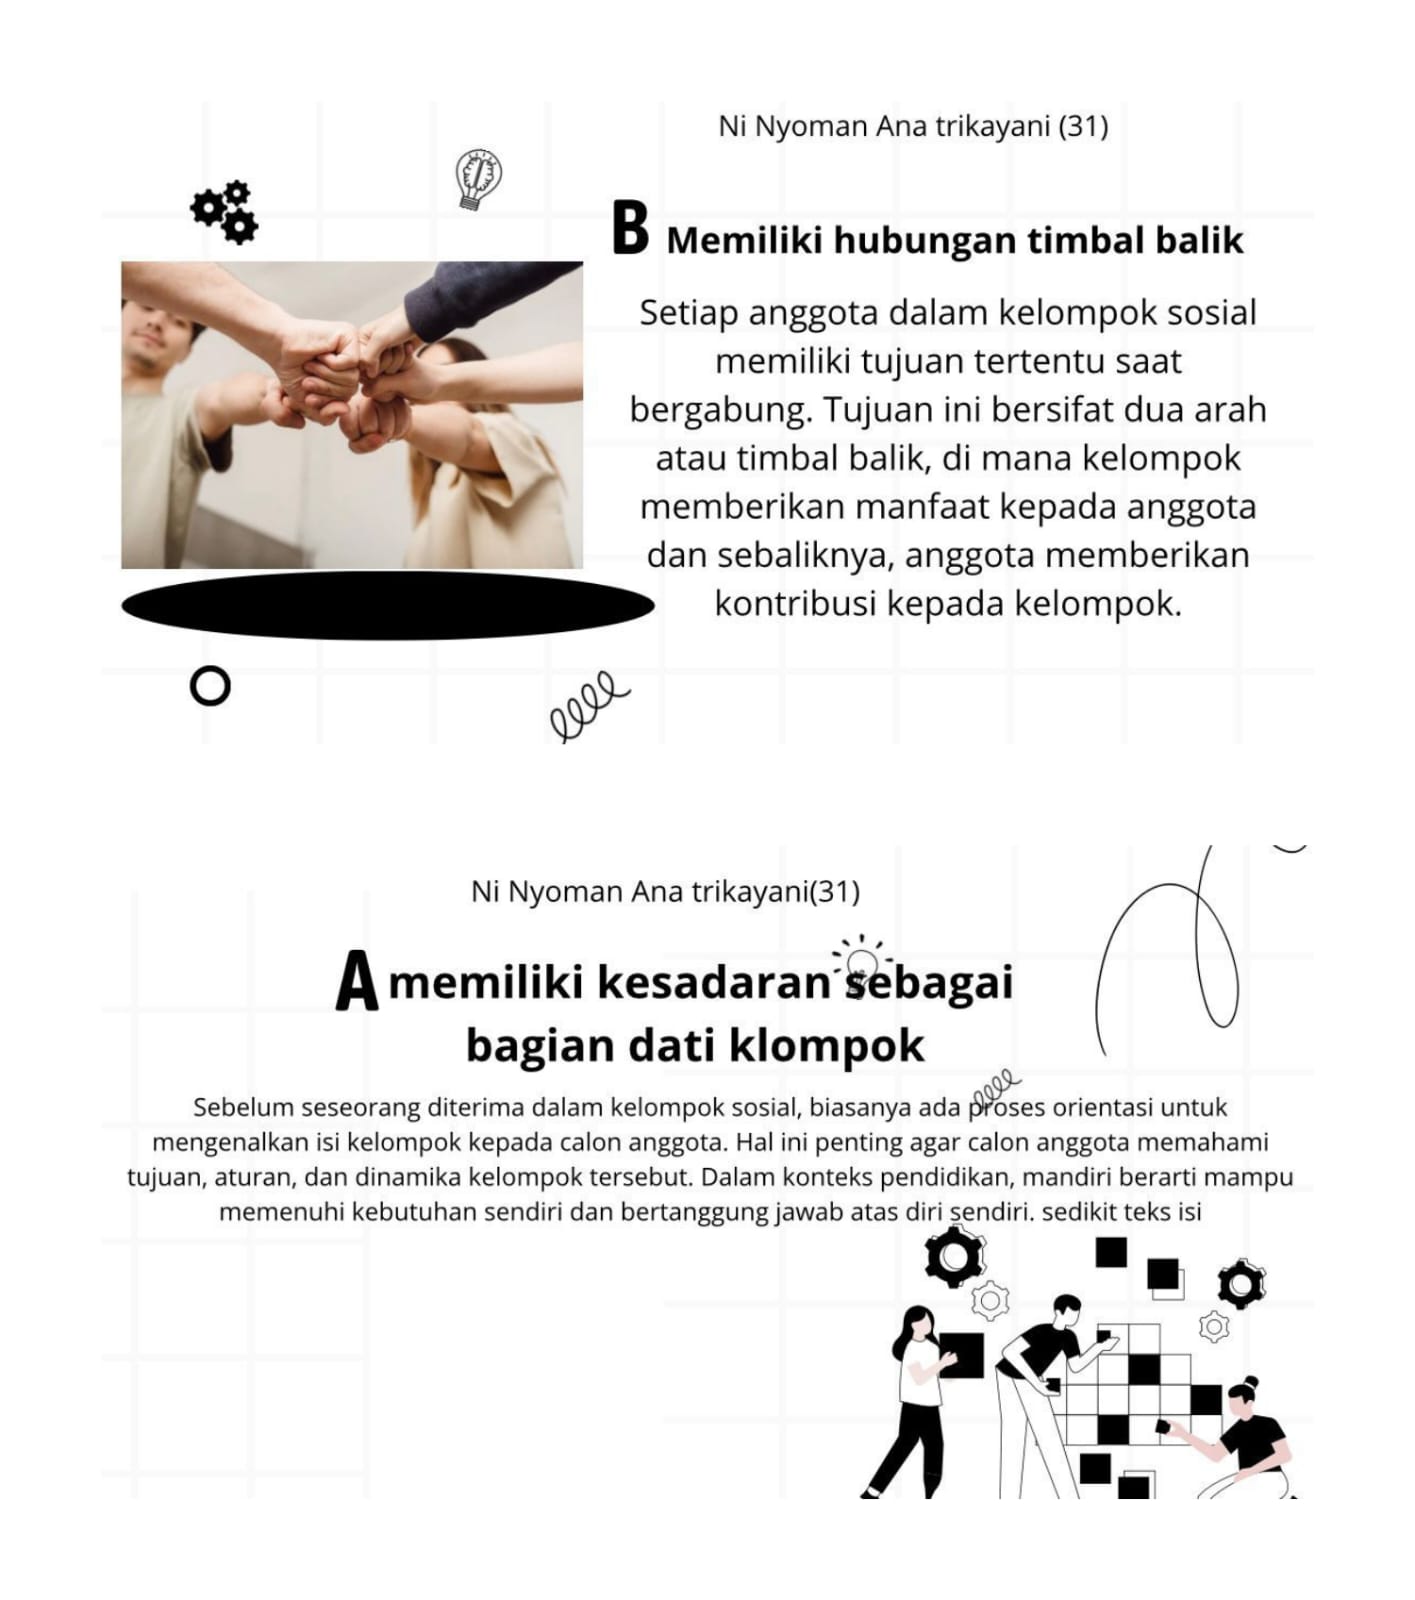 Ni Nyoman Ana trikayani (31)
B Memiliki hubungan timbal balik
Setiap anggota dalam kelompok sosial
memiliki tujuan tertentu saat
bergabung. Tujuan ini bersifat dua arah
atau timbal balik, di mana kelompok
memberikan manfaat kepada anggota
dan sebaliknya, anggota memberikan
kontribusi kepada kelompok.
Ni Nyoman Ana trikayani(31)
A memiliki kesadaran sebagai
bagian dati klompok
Sebelum seseorang diterima dalam kelompok sosial, biasanya ada proses orientasi untuk
mengenalkan isi kelompok kepada calon anggota. Hal ini penting agar calon anggota memahami
tujuan, aturan, dan dinamika kelompok tersebut. Dalam konteks pendidikan, mandiri berarti mampu
memenuhi kebutuhan sendiri dan bertanggung jawab atas diri sendiri. sedikit teks isi